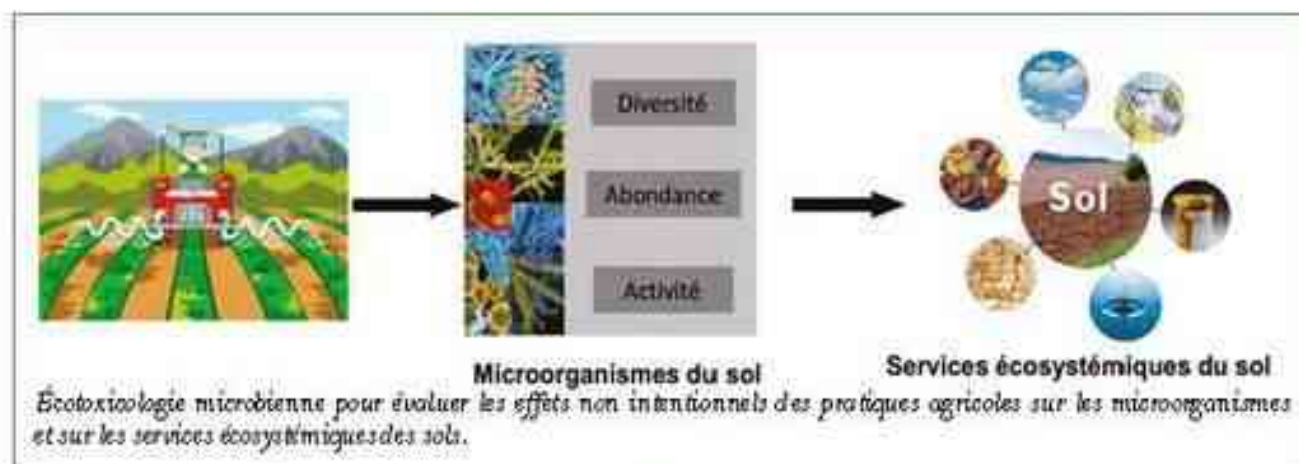 Diversité
Abondance
Activité
Microorganismes du sol
Sol
Services écosystémiques du sol
Écotoxicologie microbienne pour évaluer les effets non intentionnels des pratiques agricoles sur les microorganismes
et sur les services écosystémiques des sols.